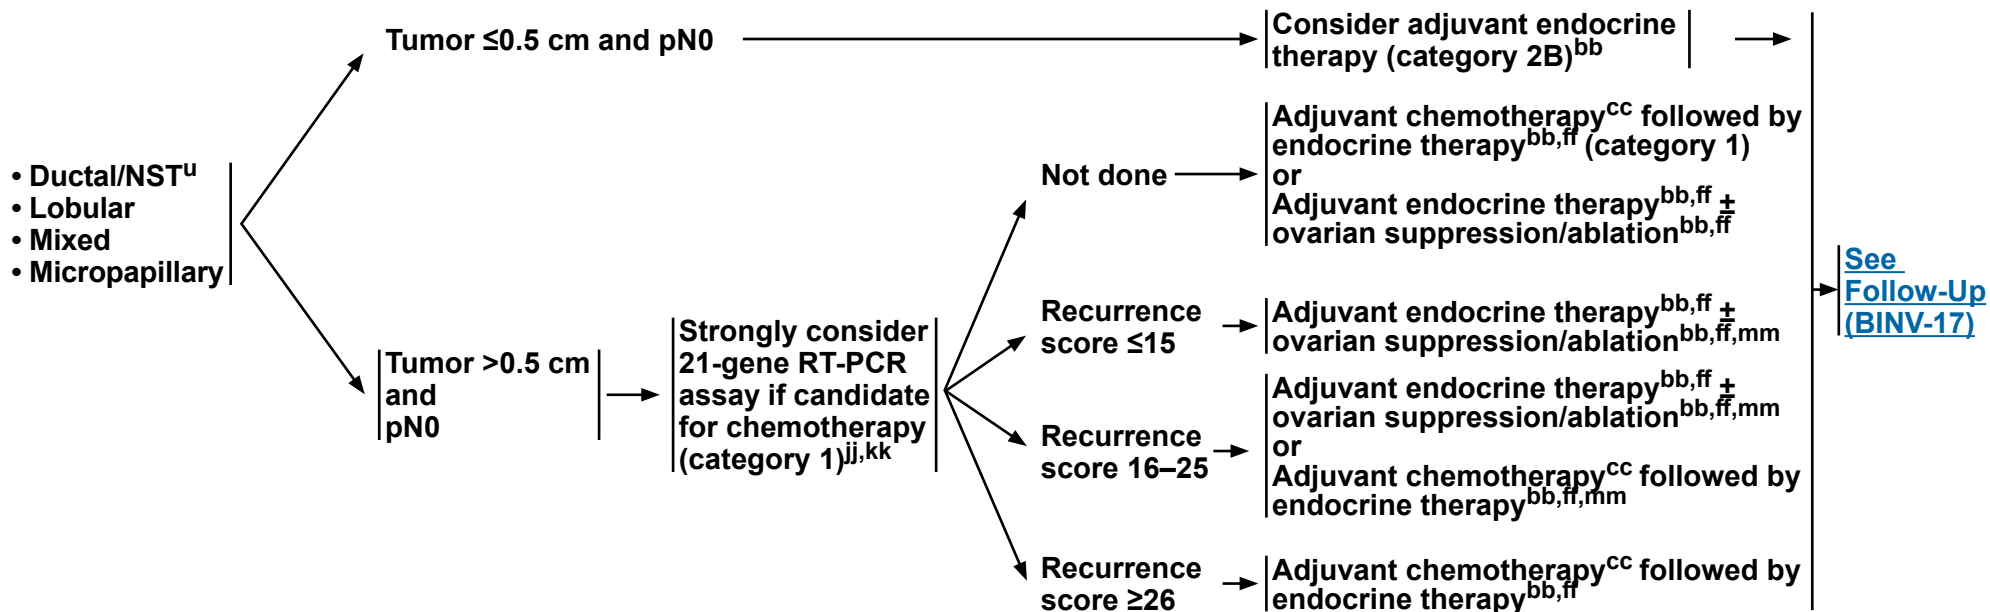 • Ductal/NSTu
• Lobular
• Mixed
• Micropapillary
Tumor ≤0.5 cm and pN0
Consider adjuvant endocrine
therapy (category 2B)bb
Tumor >0.5 cm
and
pN0
Strongly consider
21-gene RT-PCR
assay if candidate
for chemotherapy
(category 1)jj,kk
Not done
Adjuvant chemotherapycc followed by
endocrine therapybb,ff (category 1)
or
Adjuvant endocrine therapybb,ff ±
ovarian suppression/ablationbb,ff
Recurrence
score ≤15
Adjuvant endocrine therapybb,ff ±
ovarian suppression/ablationbb,ff,mm
Recurrence
score 16–25
Adjuvant endocrine therapybb,ff ±
ovarian suppression/ablationbb,ff,mm
or
Adjuvant chemotherapycc followed by
endocrine therapybb,ff,mm
Recurrence
score ≥26
Adjuvant chemotherapycc followed by
endocrine therapybb,ff
See
Follow-Up
(BINV-17)